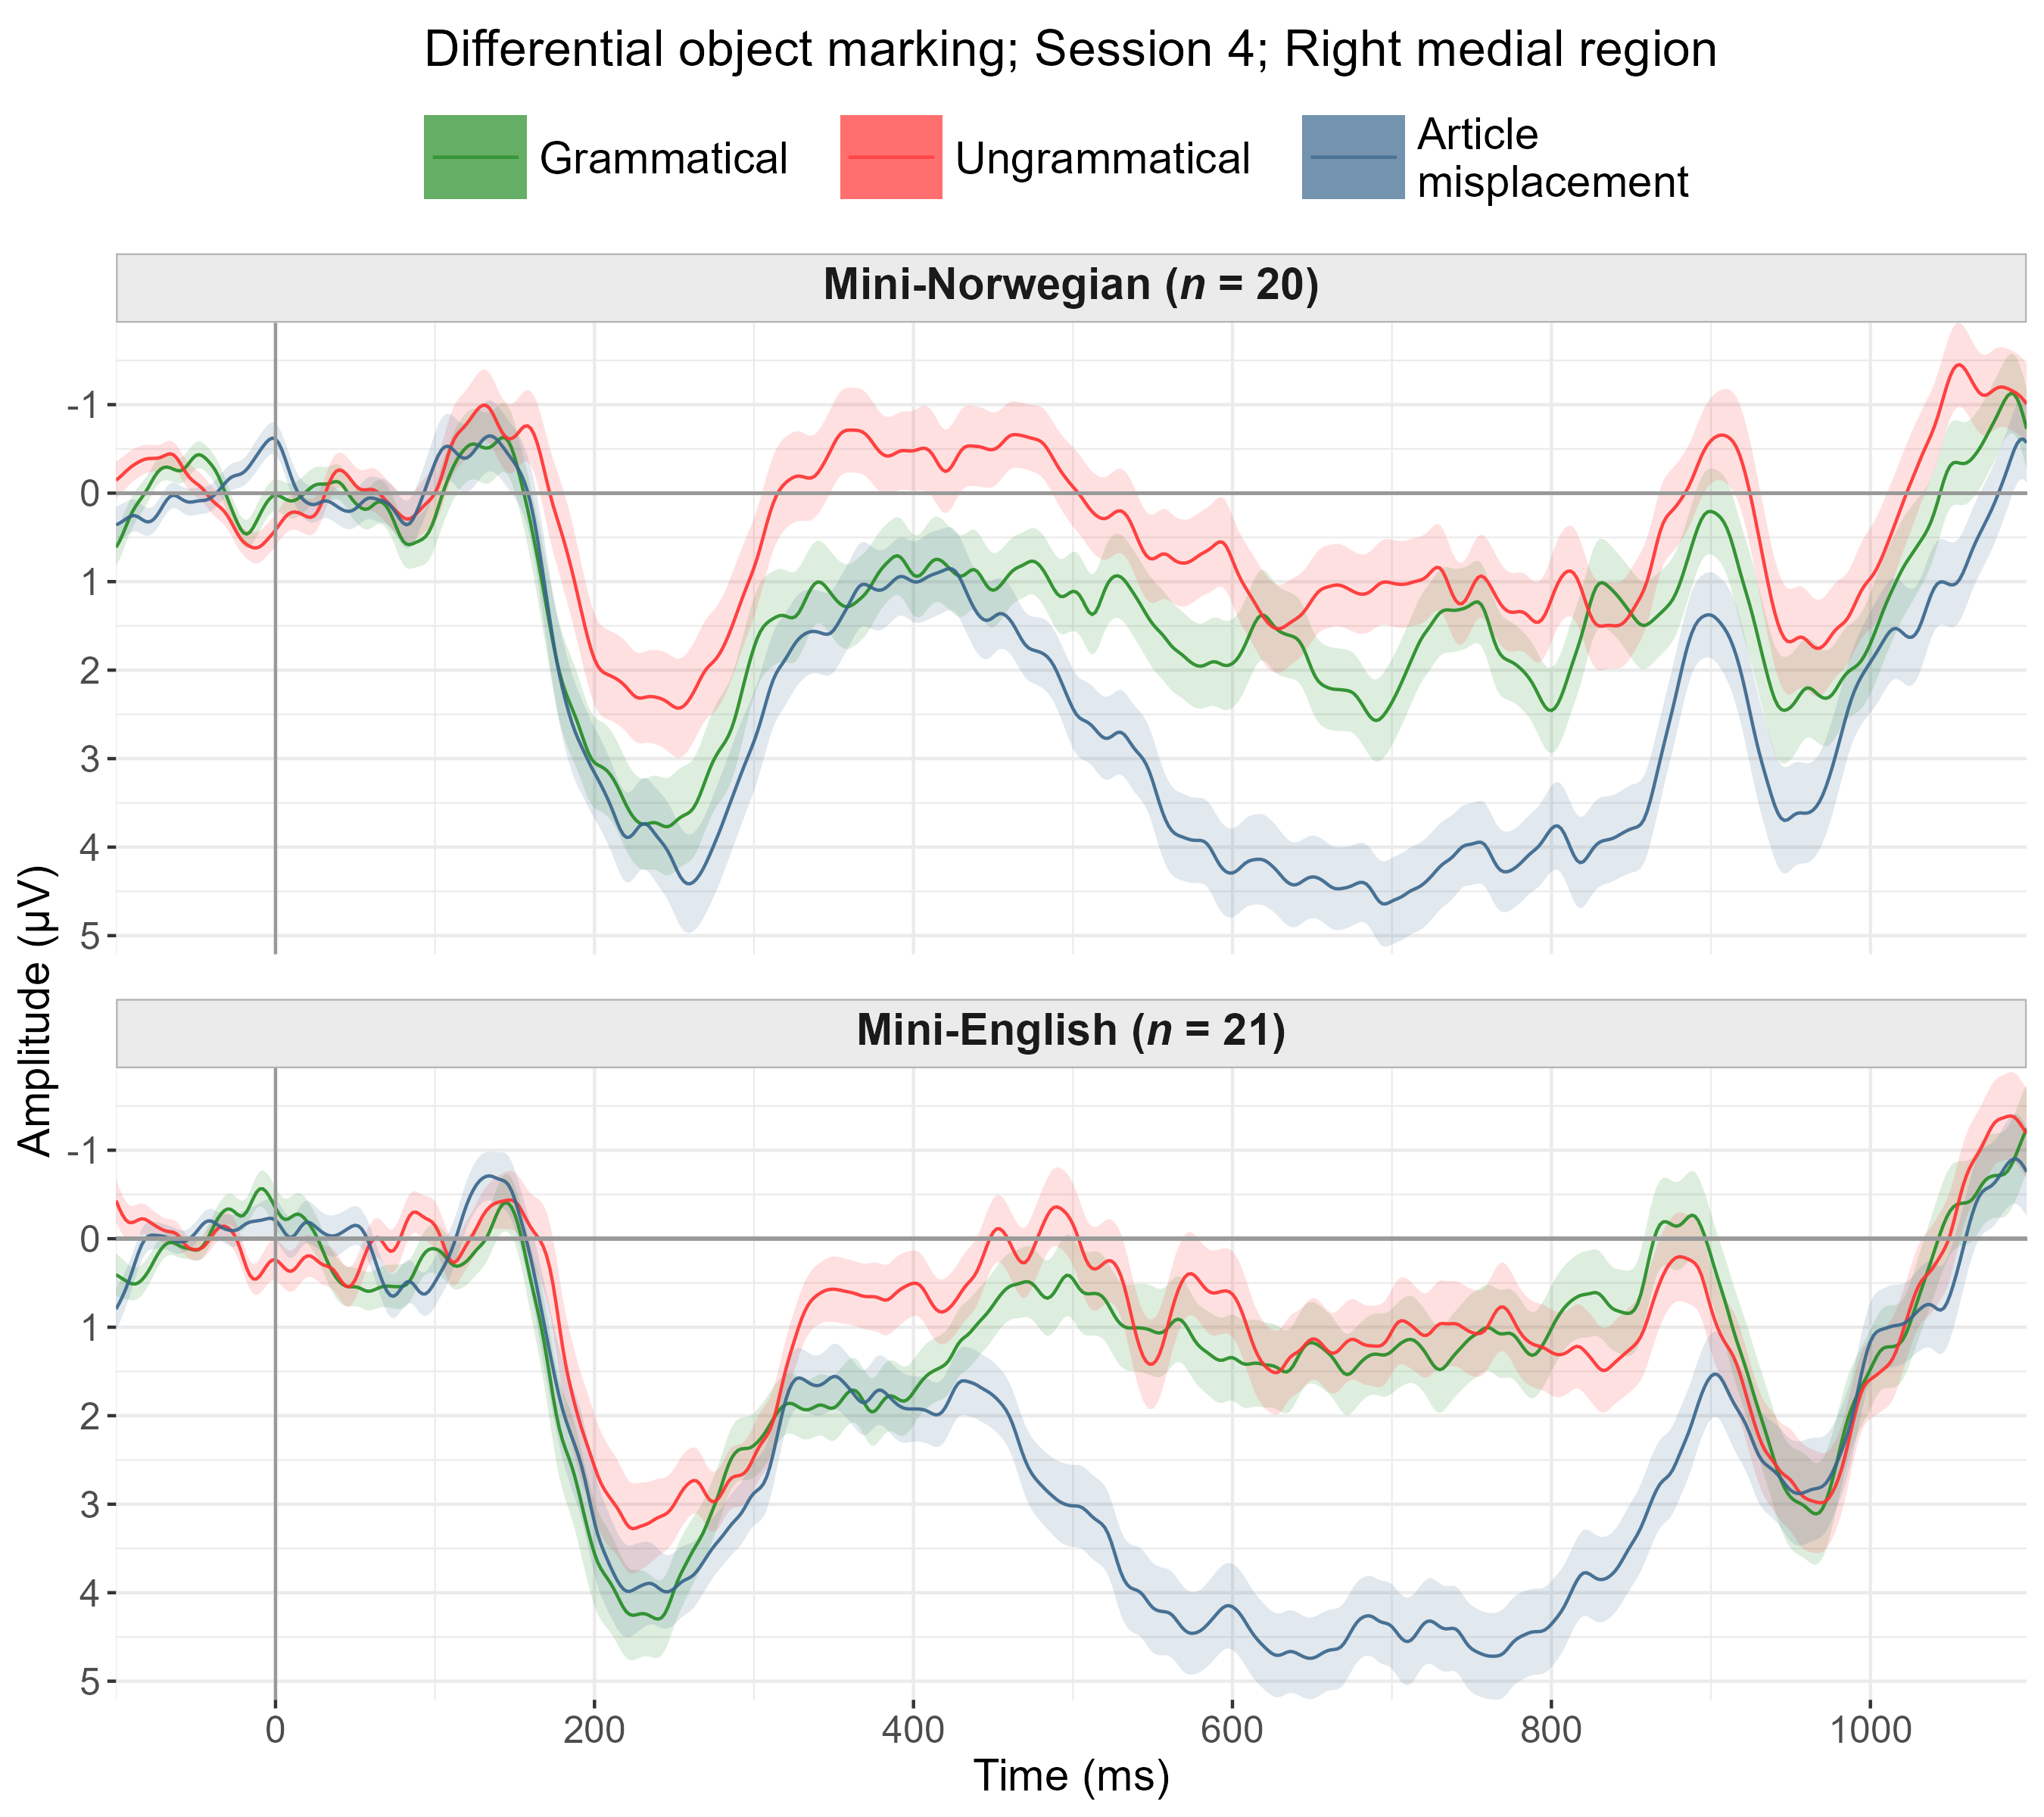 Differential object marking; Session 4; Right medial region
Grammatical
Ungrammatical
Article
misplacement
Mini-Norwegian (n = 20)
-1
0
1
2
3
4
5
Amplitude (µV)
Mini-English (n = 21)
-1
0
1
2
3
4
5
0 200 400 600 800 1000
Time (ms)